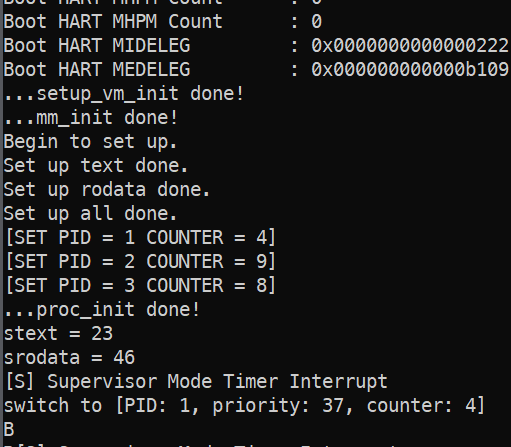 Boot HART MHPM Count : 0
Boot HART MHPM Count : 0
Boot HART MIDELEG : 0x0000000000000222
Boot HART MEDELEG : 0x000000000000b109
...setup_vm_init done!
...mm_init done!
Begin to set up.
Set up text done.
Set up rodata done.
Set up all done.
[SET PID = 1 COUNTER = 4]
[SET PID = 2 COUNTER = 9]
[SET PID = 3 COUNTER = 8]
...proc_init done!
stext = 23
srodata = 46
[S] Supervisor Mode Timer Interrupt
switch to [PID: 1, priority: 37, counter: 4]
B